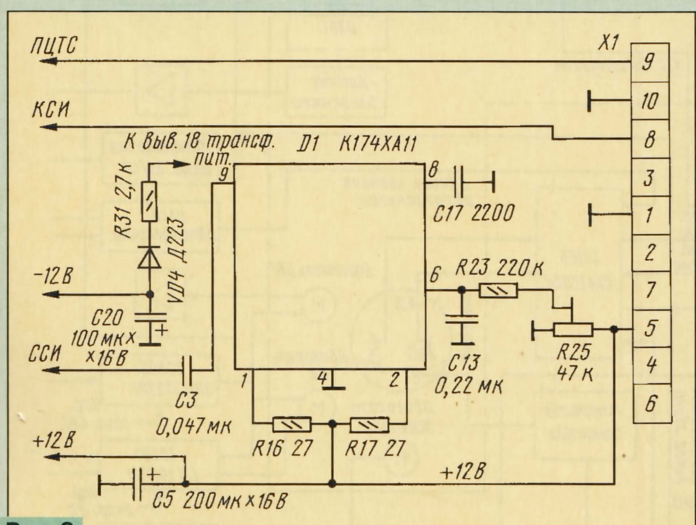 ПЦТС
X1
9
10
КСИ
8
К выв. 18 трансф.
пит.
D1 К174ХА11
9
8
3
R31 2,7к
C17 2200
1
VD4 Д223
2
6
R23 220к
7
-12В
5
C20
100мк×
×16В
C13
0,22мк
R25
47к
4
ССИ
6
C3
0,047мк
1
4
2
R16 27
R17 27
+12В
+12В
C5 200мк×16В